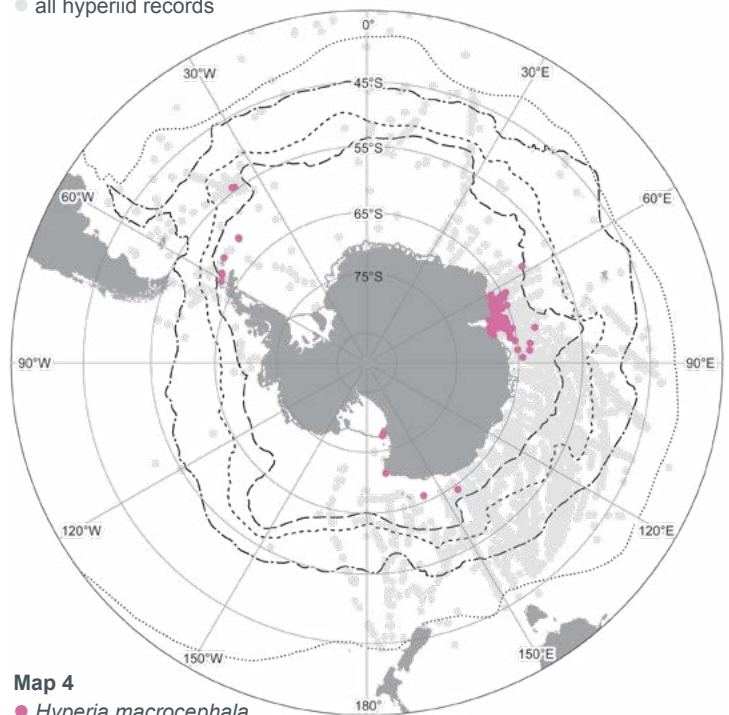 all hyperiid records
0°
30°W
30°E
45°S
55°S
60°W
60°E
65°S
75°S
90°W
90°E
120°W
120°E
150°W
150°E
180°
Map 4
Hyperia macrocephala